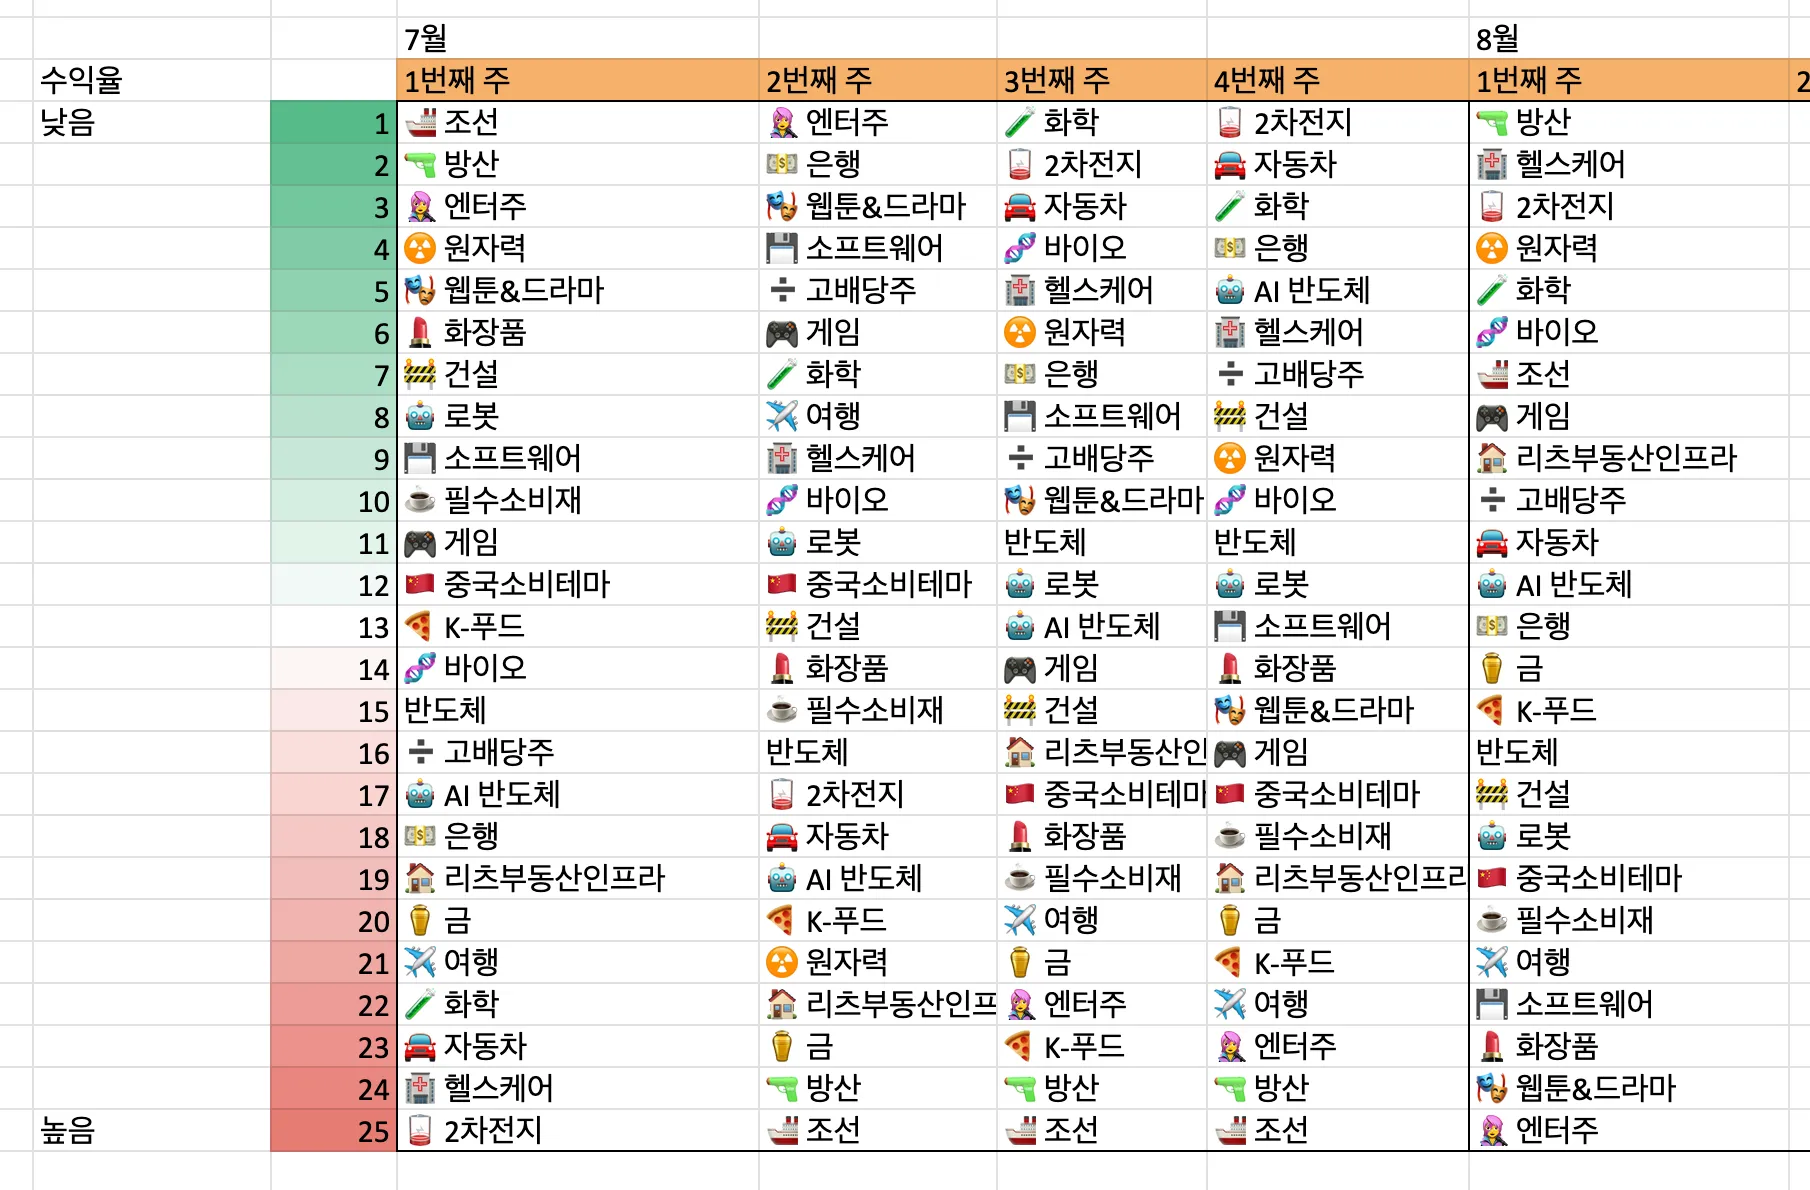 7월 8월
수익율 1번째 주 2번째 주 3번째 주 4번째 주 1번째 주 2
낮음 1 조선 엔터주 화학 2차전지 방산
2 방산 은행 2차전지 자동차 헬스케어
3 엔터주 웹툰&드라마 자동차 화학 2차전지
4 원자력 소프트웨어 바이오 은행 원자력
5 웹툰&드라마 고배당주 헬스케어 AI 반도체 화학
6 화장품 게임 원자력 헬스케어 바이오
7 건설 화학 은행 고배당주 조선
8 로봇 여행 소프트웨어 건설 게임
9 소프트웨어 헬스케어 고배당주 원자력 리츠부동산인프라
10 필수소비재 바이오 웹툰&드라마 바이오 고배당주
11 게임 로봇 반도체 반도체 자동차
12 중국소비테마 중국소비테마 로봇 로봇 AI 반도체
13 K-푸드 건설 AI 반도체 소프트웨어 은행
14 바이오 화장품 게임 화장품 금
15 반도체 필수소비재 건설 웹툰&드라마 K-푸드
16 고배당주 반도체 리츠부동산인 게임 반도체
17 AI 반도체 2차전지 중국소비테마 중국소비테마 건설
18 은행 자동차 화장품 필수소비재 로봇
19 리츠부동산인프라 AI 반도체 필수소비재 리츠부동산인프라 중국소비테마
20 금 K-푸드 여행 금 필수소비재
21 여행 원자력 금 K-푸드 여행
22 화학 리츠부동산인프 엔터주 여행 소프트웨어
23 자동차 금 K-푸드 엔터주 화장품
24 헬스케어 방산 방산 방산 웹툰&드라마
높음 25 2차전지 조선 조선 조선 엔터주